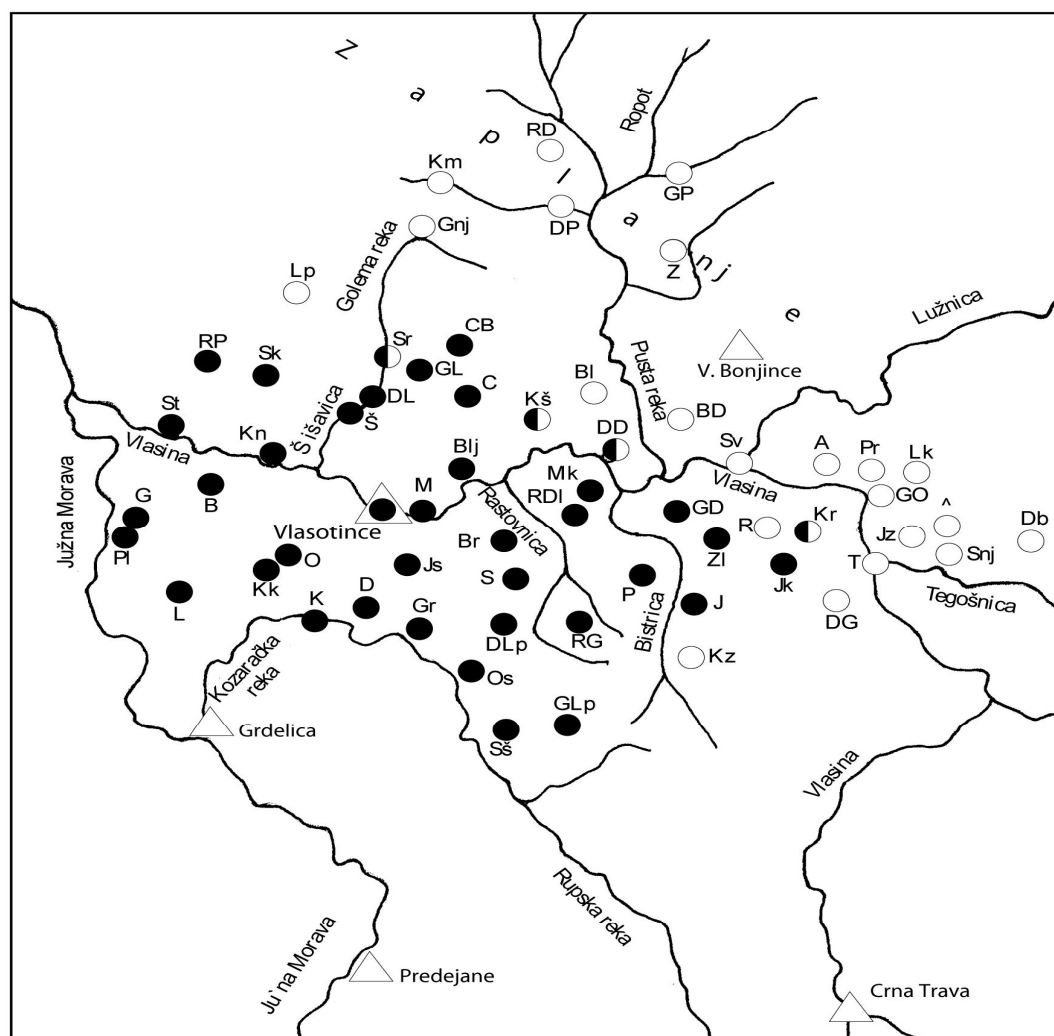 Zaplanje
Ropot
RD
Km
GP
DP
Gnj
Z
Golema reka
Lp
Lužnica
CB
Sr
RP
Sk
GL
V. Bonjince
Pusta reka
Bl
C
DL
Kš
BD
Š
St
DD
Šišavica
Kn
Vlasina
Blj
Sv
A
Pr
Lk
Vlasina
Mk
GO
B
M
Rastovnica
RDl
GD
G
Vlasotince
R
Kr
^
Db
Južna Morava
Pl
Br
Zl
Jz
Snj
O
Js
T
Kk
S
P
Jk
Tegošnica
L
K
D
Gr
J
DG
DLp
RG
Bistrica
Kozaračka
reka
Os
Kz
GLp
Grdelica
Sš
Vlasina
Rupska reka
Ju`na Morava
Predejane
Crna Trava